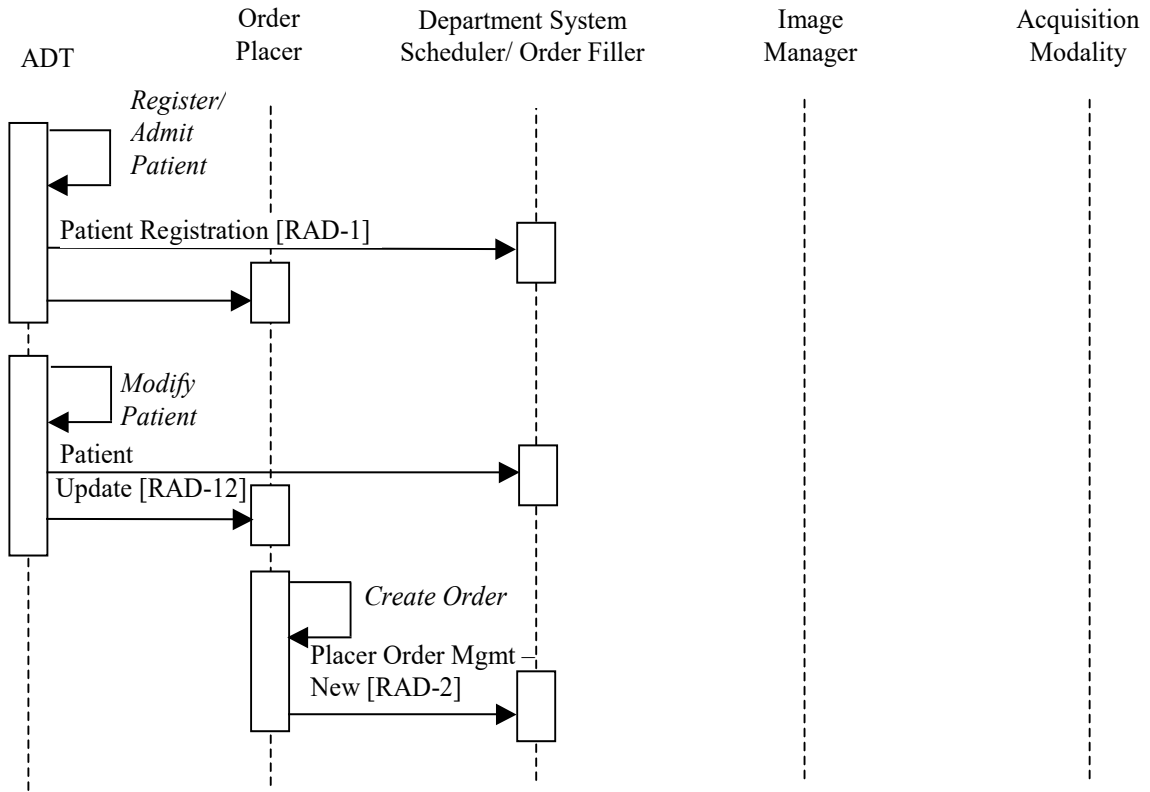 ADT
Order
Placer
Department System
Scheduler/ Order Filler
Image
Manager
Acquisition
Modality
Register/
Admit
Patient
Patient Registration [RAD-1]
Modify
Patient
Patient
Update [RAD-12]
Create Order
Placer Order Mgmt –
New [RAD-2]